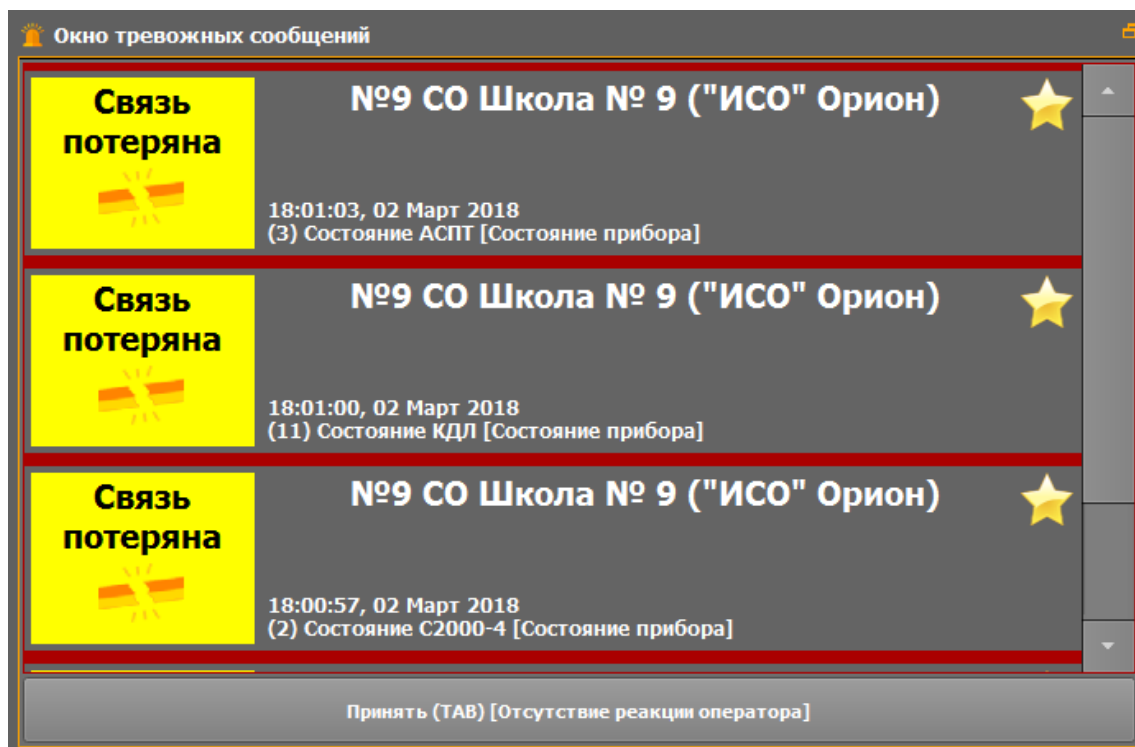 Окно тревожных сообщений
Связь
потеряна
№9 СО Школа № 9 ("ИСО" Орион)
18:01:03, 02 Март 2018
(3) Состояние АСПТ [Состояние прибора]
Связь
потеряна
№9 СО Школа № 9 ("ИСО" Орион)
18:01:00, 02 Март 2018
(11) Состояние КДЛ [Состояние прибора]
Связь
потеряна
№9 СО Школа № 9 ("ИСО" Орион)
18:00:57, 02 Март 2018
(2) Состояние С2000-4 [Состояние прибора]
Принять (TAB) [Отсутствие реакции оператора]